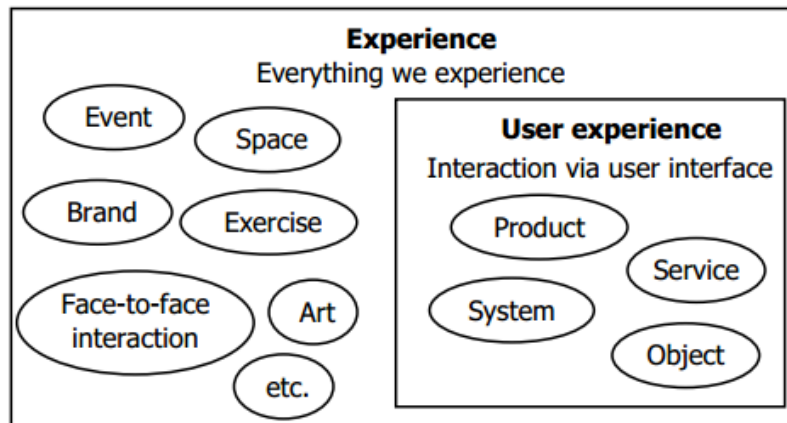 Experience
Everything we experience
Event
Space
Brand
Exercise
Face-to-face
interaction
Art
etc.
User experience
Interaction via user interface
Product
Service
System
Object